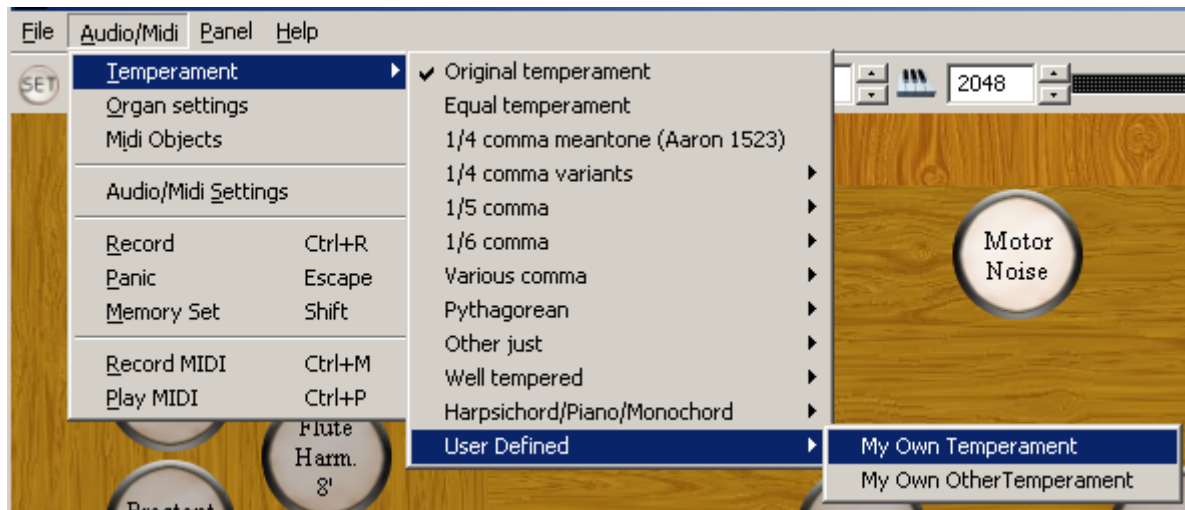 File Audio/Midi Panel Help
SET
2048
Temperament
Organ settings
Midi Objects
Audio/Midi Settings
Record Ctrl+R
Panic Escape
Memory Set Shift
Record MIDI Ctrl+M
Play MIDI Ctrl+P
Original temperament
Equal temperament
1/4 comma meantone (Aaron 1523)
1/4 comma variants
1/5 comma
1/6 comma
Various comma
Pythagorean
Other just
Well tempered
Harpsichord/Piano/Monochord
User Defined
My Own Temperament
My Own OtherTemperament
Motor
Noise
Flute
Harm.
8'